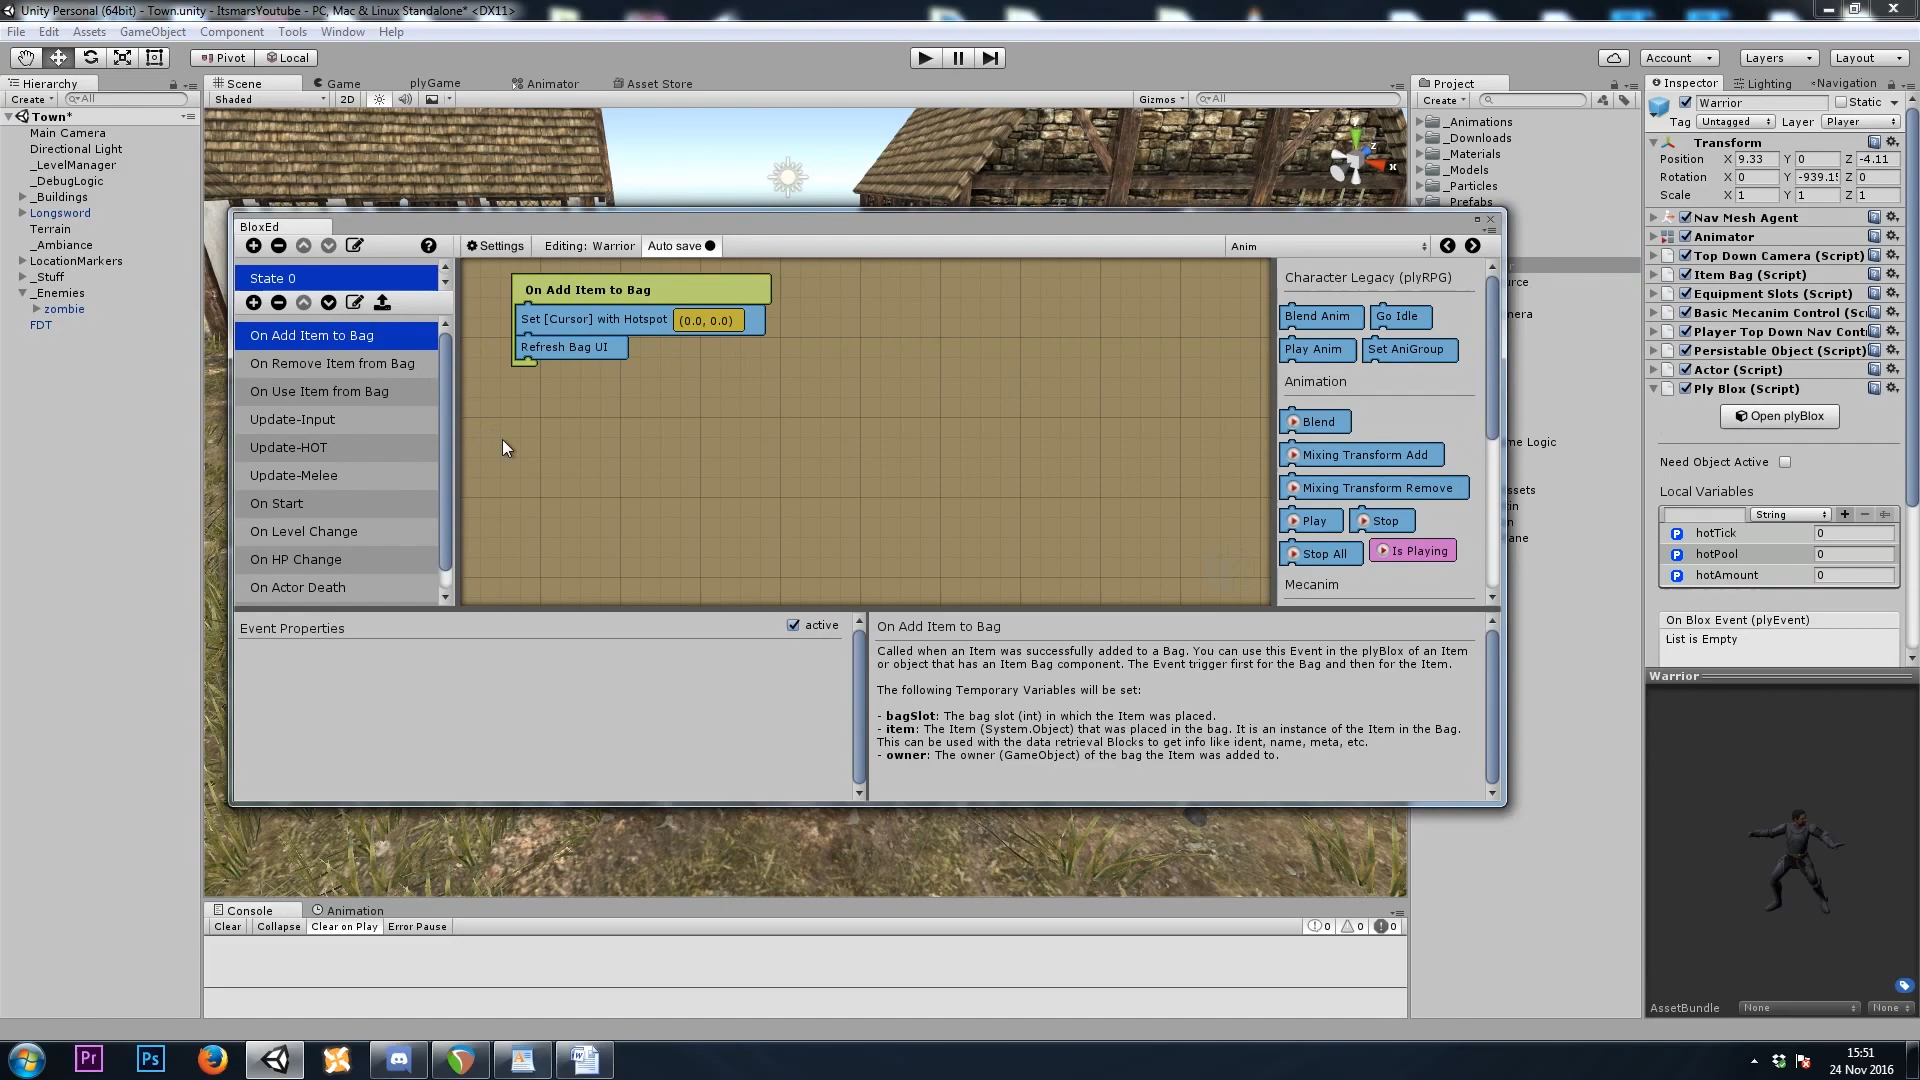 Unity Personal (64bit) - Town.unity - ItsmarsYoutube - PC, Mac & Linux Standalone* <DX11>
File Edit Assets GameObject Component Tools Window Help
Pivot Local Account Layers Layout
Hierarchy Scene Game plyGame Animator Asset Store Project Inspector Lighting Navigation
Create All Shaded 2D Gizmos All Create Warrior Static
Tag Untagged Layer Player
Town*
Main Camera
Directional Light
_LevelManager
_DebugLogic
_Buildings
Longsword
Terrain
_Ambiance
LocationMarkers
_Stuff
_Enemies
zombie
FDT
BloxEd
Settings Editing: Warrior Auto save Anim
State 0
On Add Item to Bag
On Remove Item from Bag
On Use Item from Bag
Update-Input
Update-HOT
Update-Melee
On Start
On Level Change
On HP Change
On Actor Death
On Add Item to Bag
Set [Cursor] with Hotspot (0.0, 0.0)
Refresh Bag UI
Character Legacy (plyRPG)
Blend Anim Go Idle
Play Anim Set AniGroup
Animation
Blend
Mixing Transform Add
Mixing Transform Remove
Play Stop
Stop All Is Playing
Mecanim
Event Properties active
On Add Item to Bag
Called when an Item was successfully added to a Bag. You can use this Event in the plyBlox of an Item
or object that has an Item Bag component. The Event trigger first for the Bag and then for the Item.
The following Temporary Variables will be set:
- bagSlot: The bag slot (int) in which the Item was placed.
- item: The Item (System.Object) that was placed in the bag. It is an instance of the Item in the Bag.
This can be used with the data retrieval Blocks to get info like ident, name, meta, etc.
- owner: The owner (GameObject) of the bag the Item was added to.
_Animations
_Downloads
_Materials
_Models
_Particles
Prefabs
Transform
Position X 9.33 Y 0 Z -4.11
Rotation X 0 Y -939.15 Z 0
Scale X 1 Y 1 Z 1
Nav Mesh Agent
Animator
Top Down Camera (Script)
Item Bag (Script)
Equipment Slots (Script)
Basic Mecanim Control (Sc
Player Top Down Nav Cont
Persistable Object (Script)
Actor (Script)
Ply Blox (Script)
Open plyBlox
Need Object Active
Local Variables
String
hotTick 0
hotPool 0
hotAmount 0
On Blox Event (plyEvent)
List is Empty
Warrior
AssetBundle None None
Console Animation
Clear Collapse Clear on Play Error Pause 0 0 0
z
x
Pr Ps
15:51
24 Nov 2016